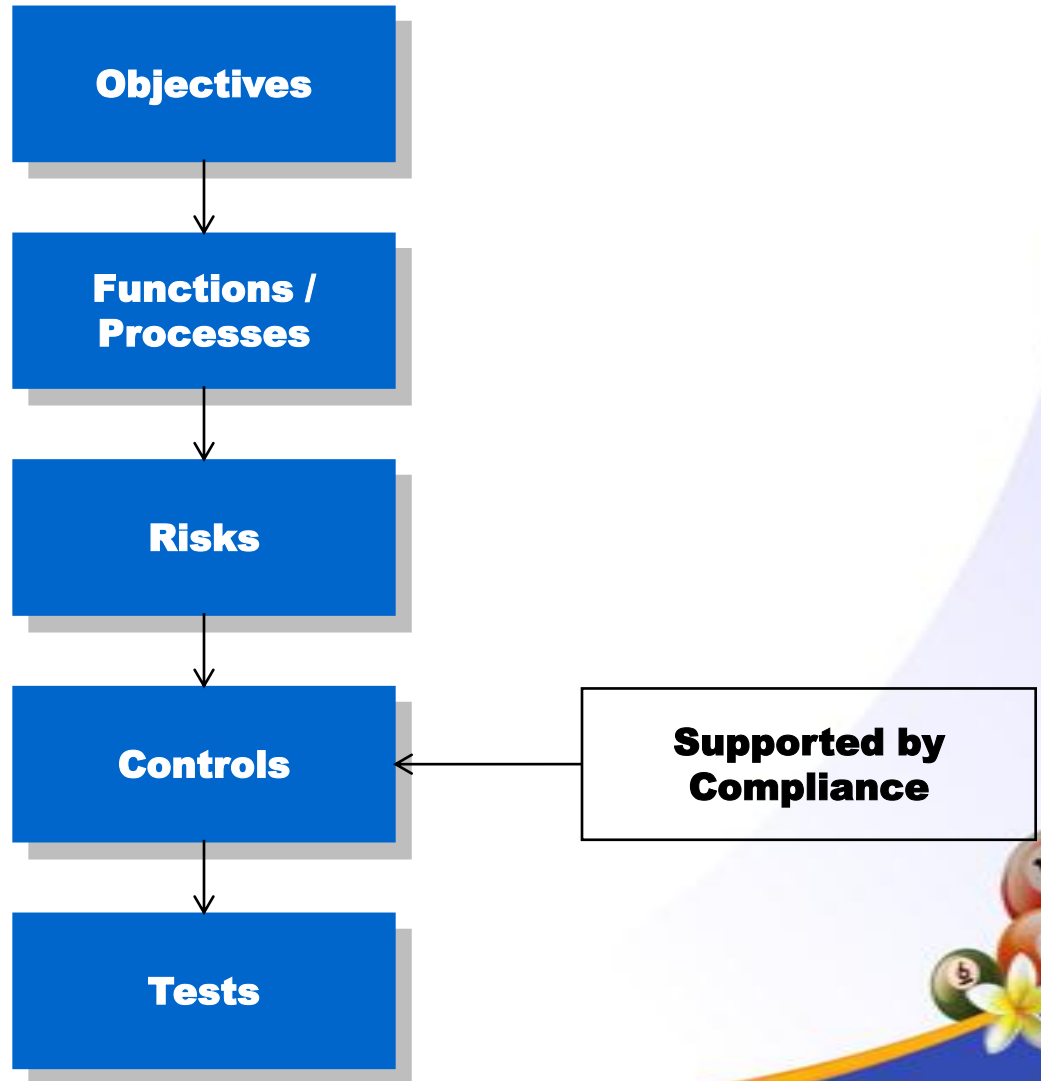 Objectives
Functions /
Processes
Risks
Controls
Supported by
Compliance
Tests